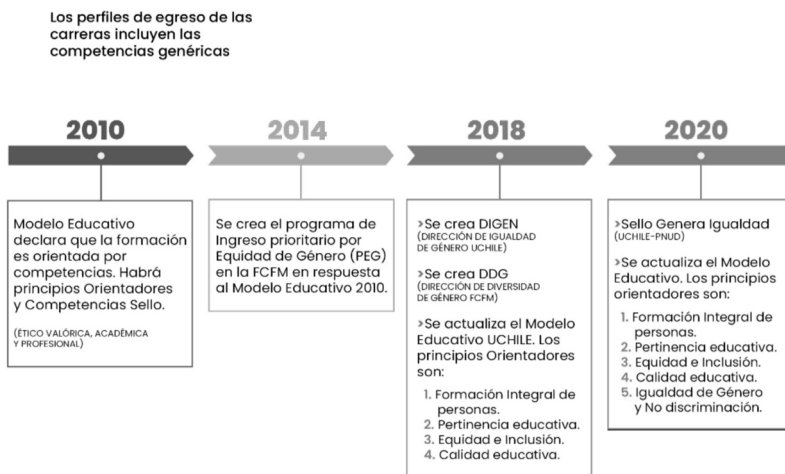 Los perfiles de egreso de las
carreras incluyen las
competencias genéricas
2010
Modelo Educativo
declara que la formación
es orientada por
competencias. Habrá
principios Orientadores
y Competencias Sello.
(ÉTICO VALÓRICA, ACADÉMICA
Y PROFESIONAL)
2014
Se crea el programa de
Ingreso prioritario por
Equidad de Género (PEG)
en la FCFM en respuesta
al Modelo Educativo 2010.
2018
>Se crea DIGEN
(DIRECCIÓN DE IGUALDAD
DE GÉNERO UCHILE)
>Se crea DDG
(DIRECCIÓN DE DIVERSIDAD
DE GÉNERO FCFM)
>Se actualiza el Modelo
Educativo UCHILE. Los
principios Orientadores
son:
1. Formación Integral de
personas.
2. Pertinencia educativa.
3. Equidad e Inclusión.
4. Calidad educativa.
2020
>Sello Genera Igualdad
(UCHILE-PNUD)
>Se actualiza el Modelo
Educativo. Los principios
orientadores son:
1. Formación Integral de
personas.
2. Pertinencia educativa.
3. Equidad e Inclusión.
4. Calidad educativa.
5. Igualdad de Género
y No discriminación.